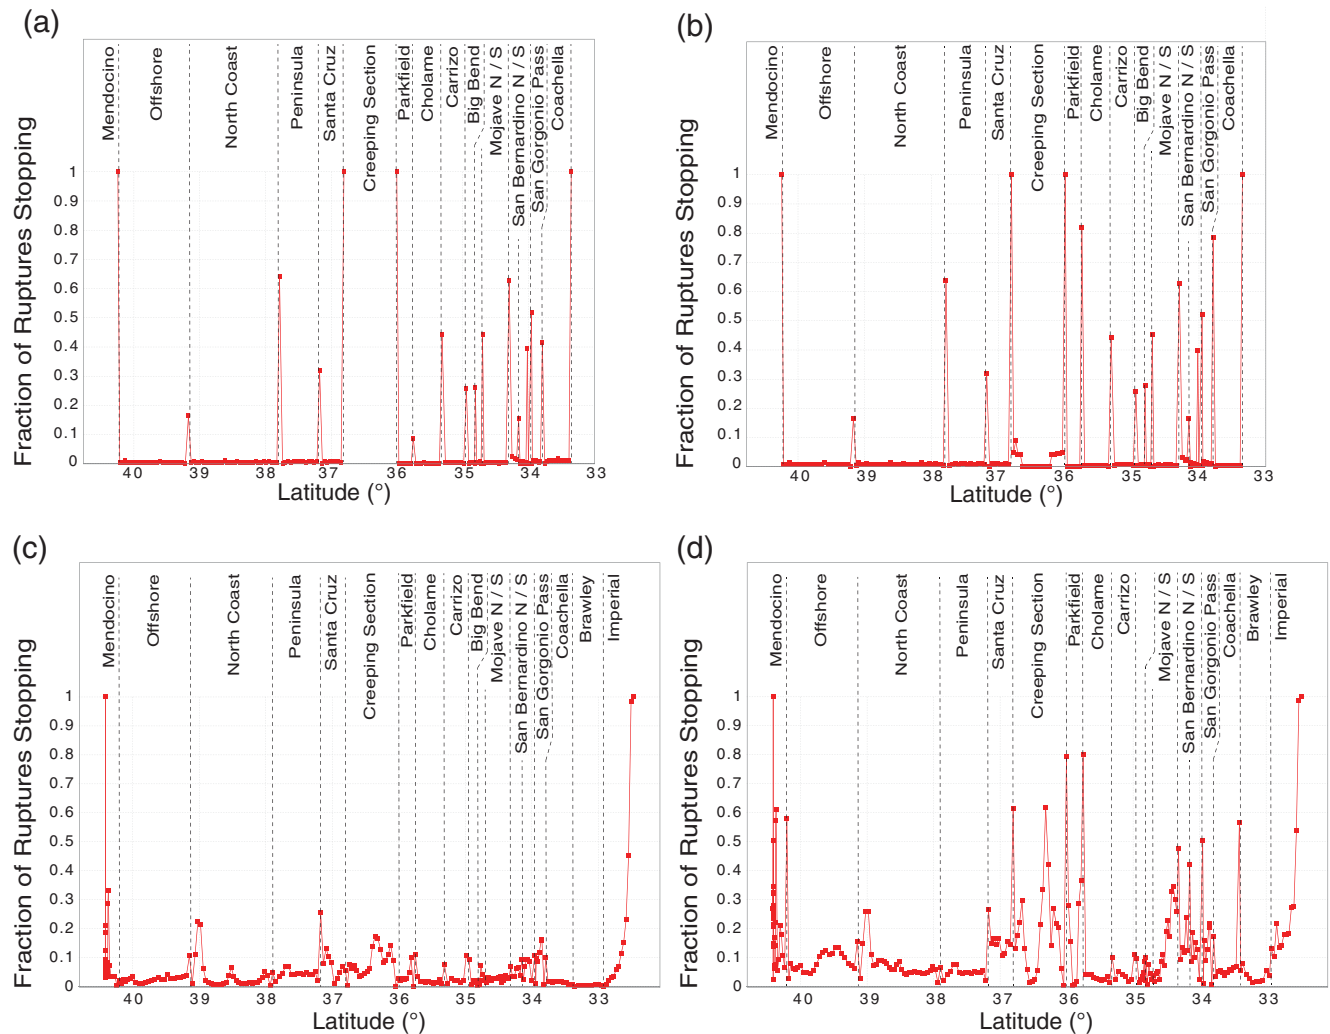 (a)
Mendocino
Offshore
North Coast
Peninsula
Santa Cruz
Creeping Section
Parkfield
Cholame
Carrizo
Big Bend
Mojave N / S
San Bernardino N / S
San Gorgonio Pass
Coachella
Fraction of Ruptures Stopping
1
0.9
0.8
0.7
0.6
0.5
0.4
0.3
0.2
0.1
0
40 39 38 37 36 35 34 33
Latitude (°)
(b)
Mendocino
Offshore
North Coast
Peninsula
Santa Cruz
Creeping Section
Parkfield
Cholame
Carrizo
Big Bend
Mojave N / S
San Bernardino N / S
San Gorgonio Pass
Coachella
Fraction of Ruptures Stopping
1
0.9
0.8
0.7
0.6
0.5
0.4
0.3
0.2
0.1
0
40 39 38 37 36 35 34 33
Latitude (°)
(c)
Mendocino
Offshore
North Coast
Peninsula
Santa Cruz
Creeping Section
Parkfield
Cholame
Carrizo
Big Bend
Mojave N / S
San Bernardino N / S
San Gorgonio Pass
Coachella
Brawley
Imperial
Fraction of Ruptures Stopping
1
0.9
0.8
0.7
0.6
0.5
0.4
0.3
0.2
0.1
0
40 39 38 37 36 35 34 33
Latitude (°)
(d)
Mendocino
Offshore
North Coast
Peninsula
Santa Cruz
Creeping Section
Parkfield
Cholame
Carrizo
Mojave N / S
San Bernardino N / S
San Gorgonio Pass
Coachella
Brawley
Imperial
Fraction of Ruptures Stopping
1
0.9
0.8
0.7
0.6
0.5
0.4
0.3
0.2
0.1
0
40 39 38 37 36 35 34 33
Latitude (°)